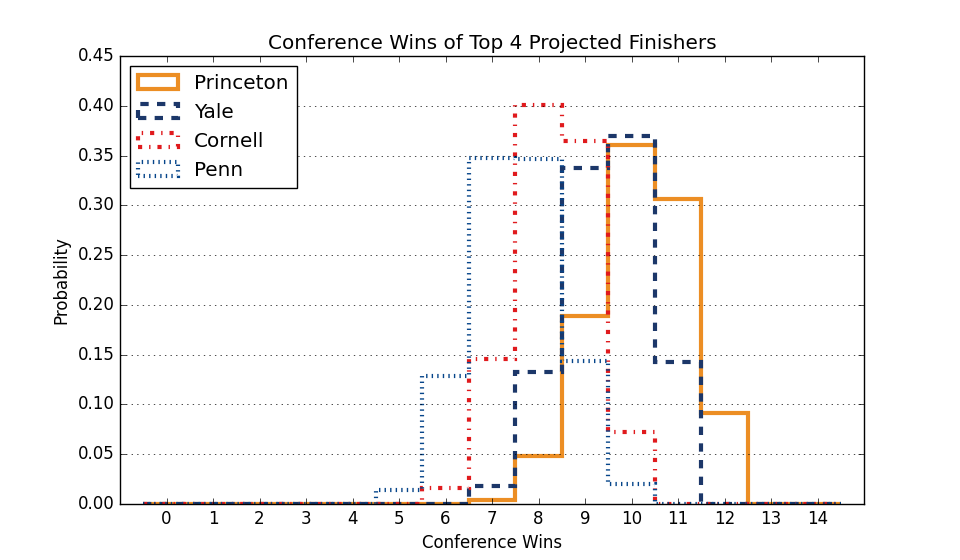 Conference Wins of Top 4 Projected Finishers
Princeton
Yale
Cornell
Penn
0.45
0.40
0.35
0.30
0.25
0.20
0.15
0.10
0.05
0.00
Probability
0 1 2 3 4 5 6 7 8 9 10 11 12 13 14
Conference Wins